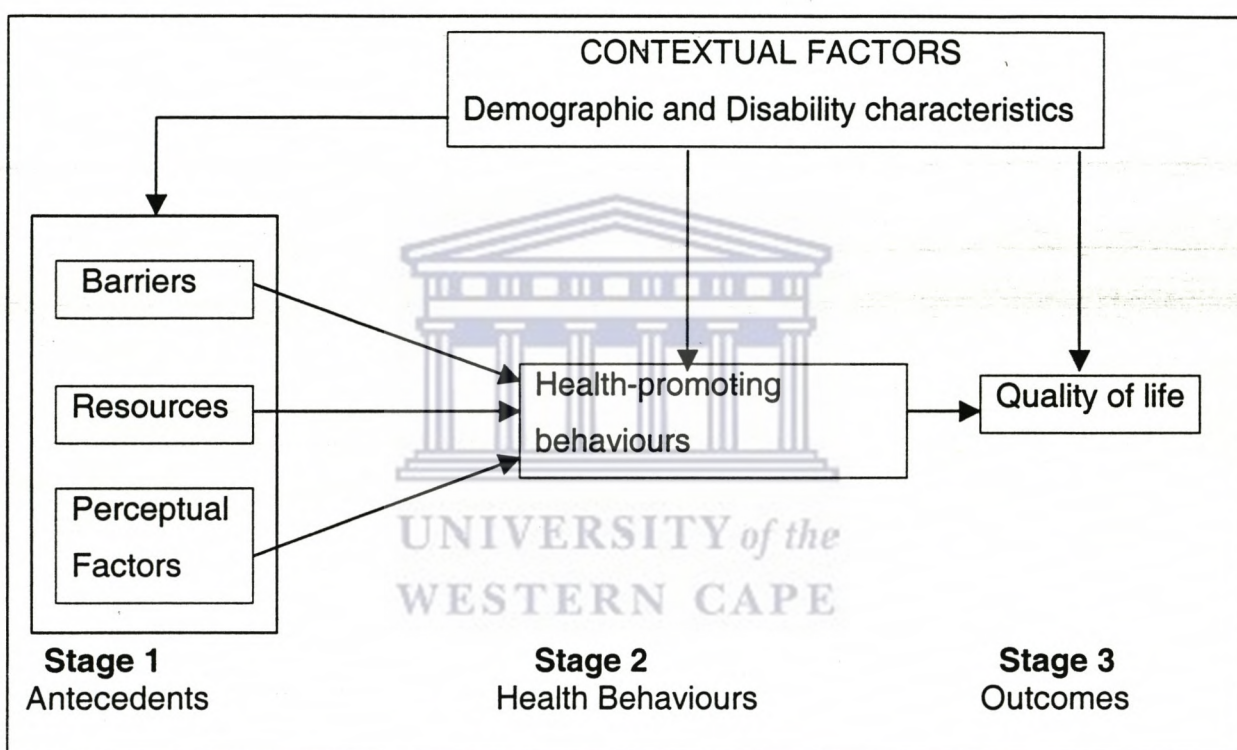 CONTEXTUAL FACTORS
Demographic and Disability characteristics
Barriers
Resources
Perceptual
Factors
Health-promoting
behaviours
Quality of life
UNIVERSITY of the
WESTERN CAPE
Stage 1
Antecedents
Stage 2
Health Behaviours
Stage 3
Outcomes